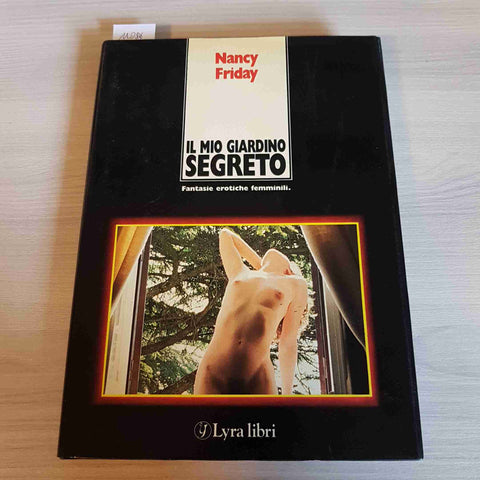 Nancy
Friday
IL MIO GIARDINO
SEGRETO
Fantasie erotiche femminili.
Lyra libri